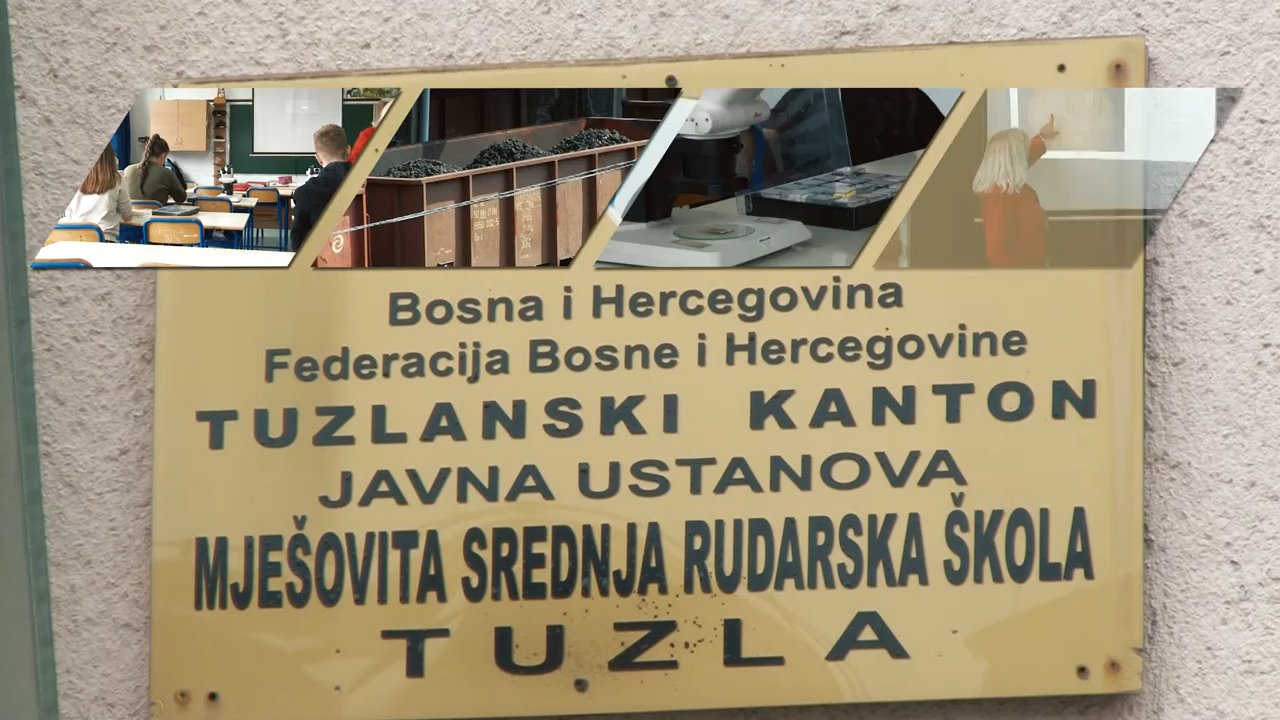 Bosna i Hercegovina
Federacija Bosne i Hercegovine
TUZLANSKI KANTON
JAVNA USTANOVA
MJEŠOVITA SREDNJA RUDARSKA ŠKOLA
TUZLA